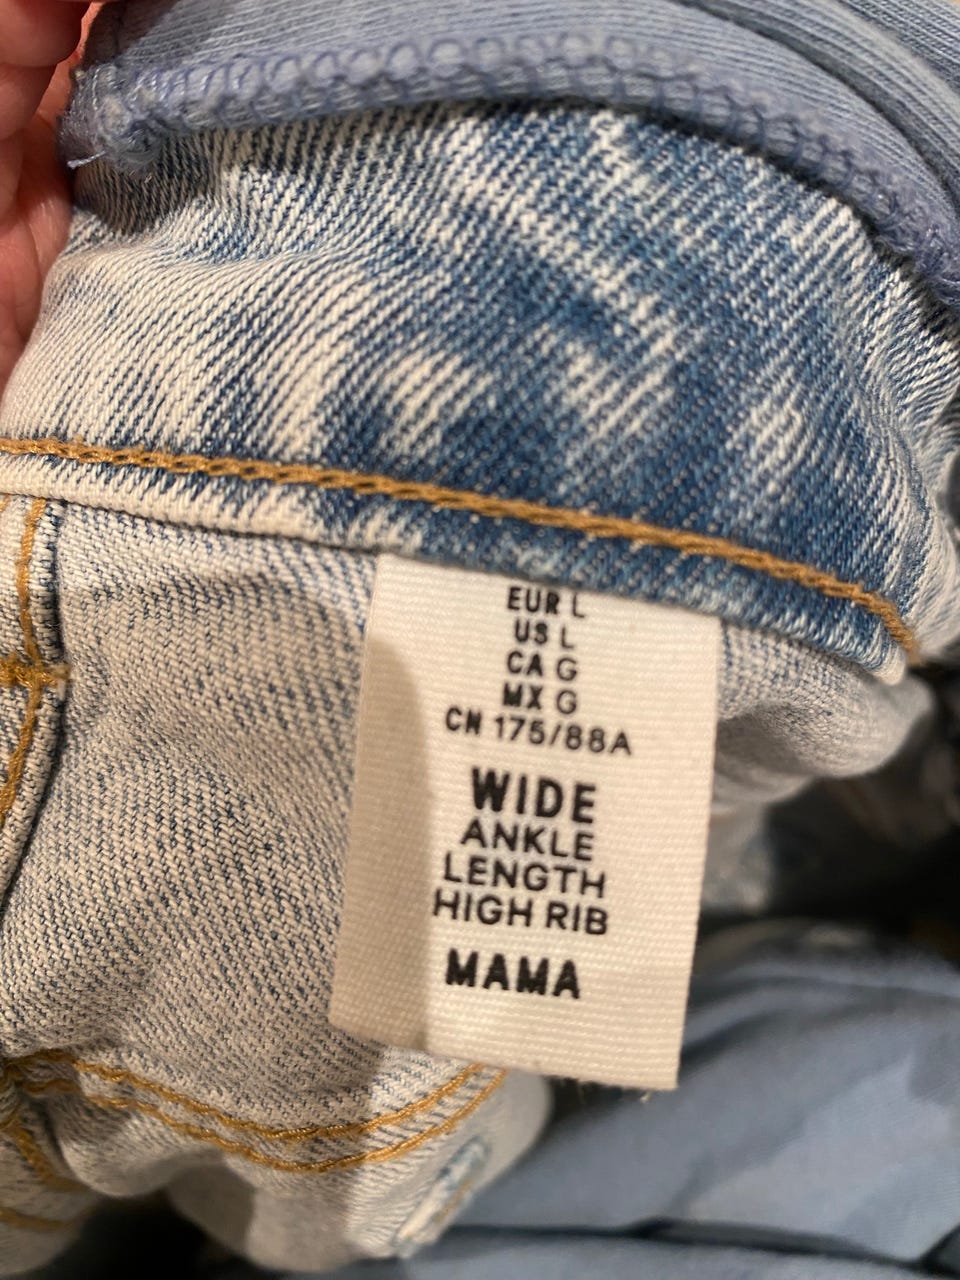 EUR L
US L
CA G
MX G
CN 175/88A
WIDE
ANKLE
LENGTH
HIGH RIB
MAMA